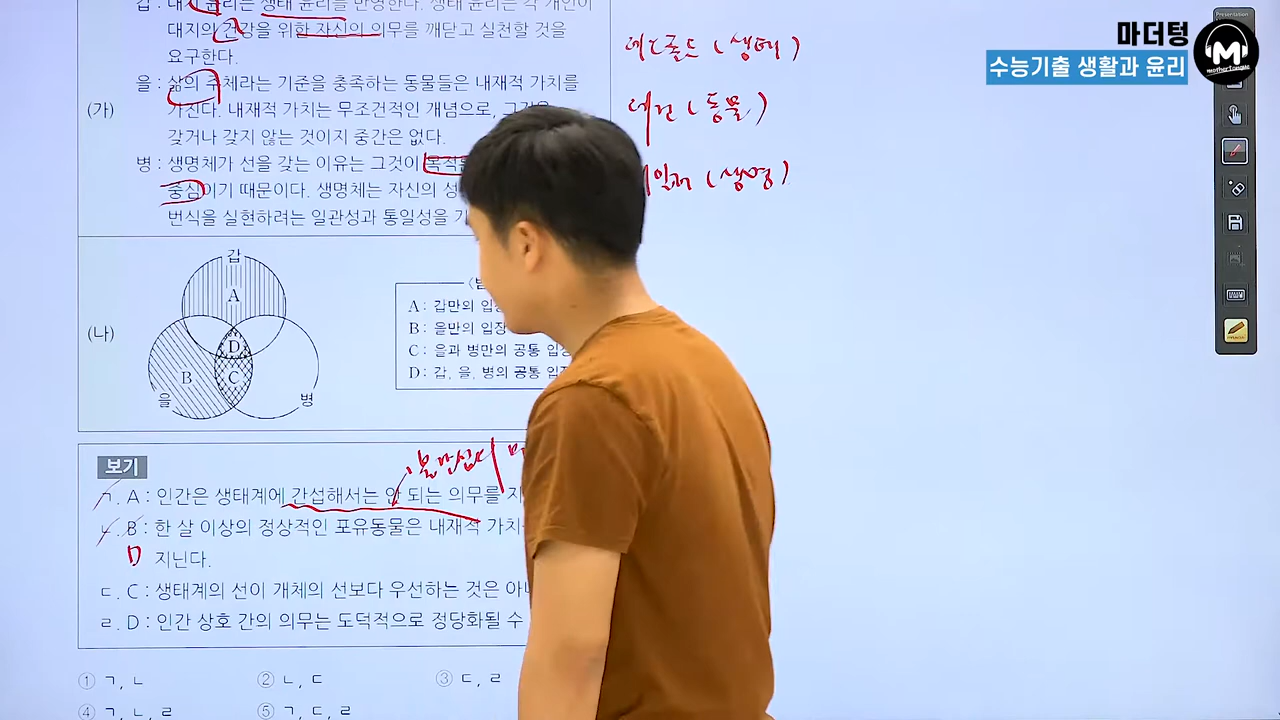 마더텅
수능기출 생활과 윤리
갑 : 대지 윤리는 생태 윤리를 반영한다. 생태 윤리는 각 개인이
대지의 건강을 위한 자신의 의무를 깨닫고 실천할 것을
요구한다.
(가)
을 : 삶의 주체라는 기준을 충족하는 동물들은 내재적 가치를
가진다. 내재적 가치는 무조건적인 개념으로,
갖거나 갖지 않는 것이지 중간은 없다.
병 : 생명체가 선을 갖는 이유는 그것이 목적
중심이기 때문이다. 생명체는 자신의
번식을 실현하려는 일관성과 통일성을
레오폴드 (생태)
레건 (동물)
(생명)
(나)
갑
A
D
B
C
을
병
A : 갑만의
B : 을만의 입장
C : 을과 병만의 공통
D : 갑, 을, 병의 공통
보기
불간섭
ㄱ. A : 인간은 생태계에 간섭해서는 안 되는 의무를
ㄴ. B : 한 살 이상의 정상적인 포유동물은 내재적 가치
D
지닌다.
ㄷ. C : 생태계의 선이 개체의 선보다 우선하는 것은
ㄹ. D : 인간 상호 간의 의무는 도덕적으로 정당화될 수
① ㄱ, ㄴ
② ㄴ, ㄷ
③ ㄷ, ㄹ
④ ㄱ, ㄴ, ㄹ
⑤ ㄱ, ㄷ, ㄹ